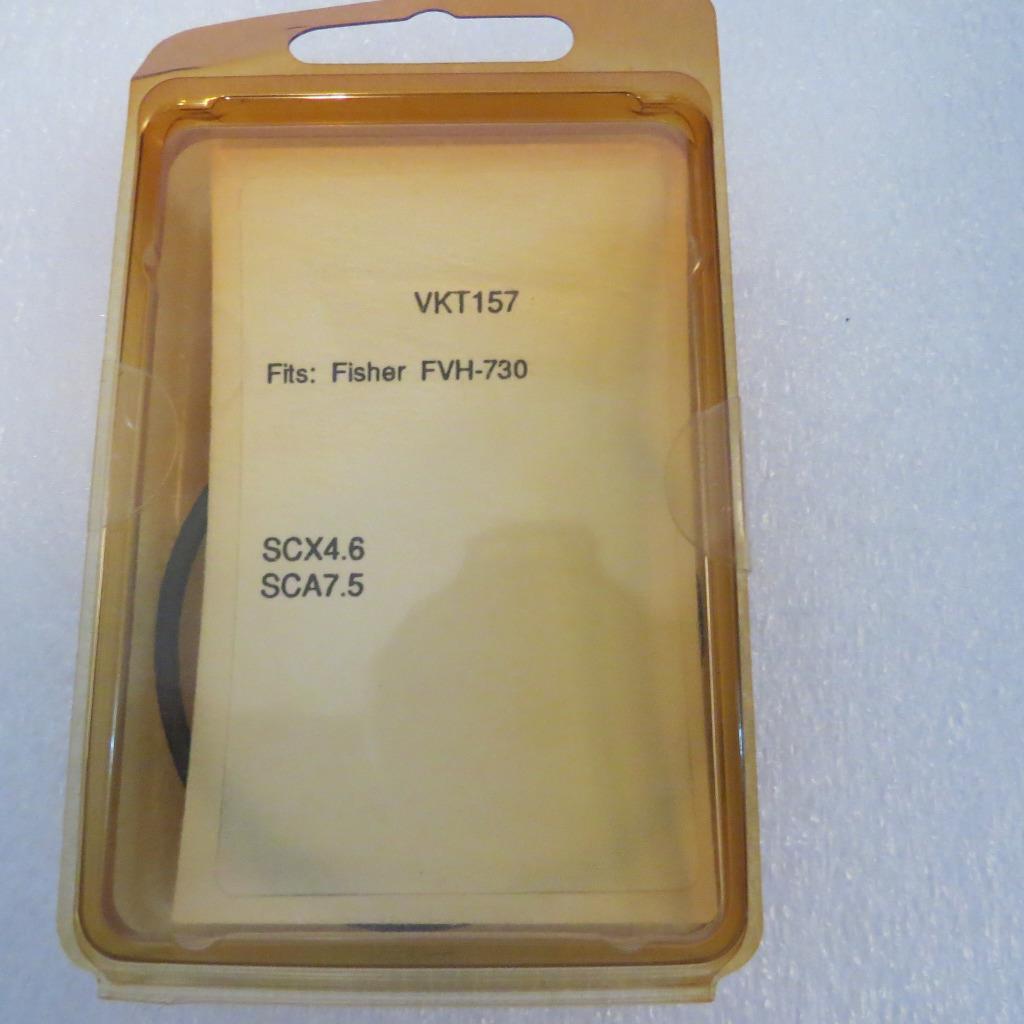 VKT157
Fits: Fisher FVH-730
SCX4.6
SCA7.5